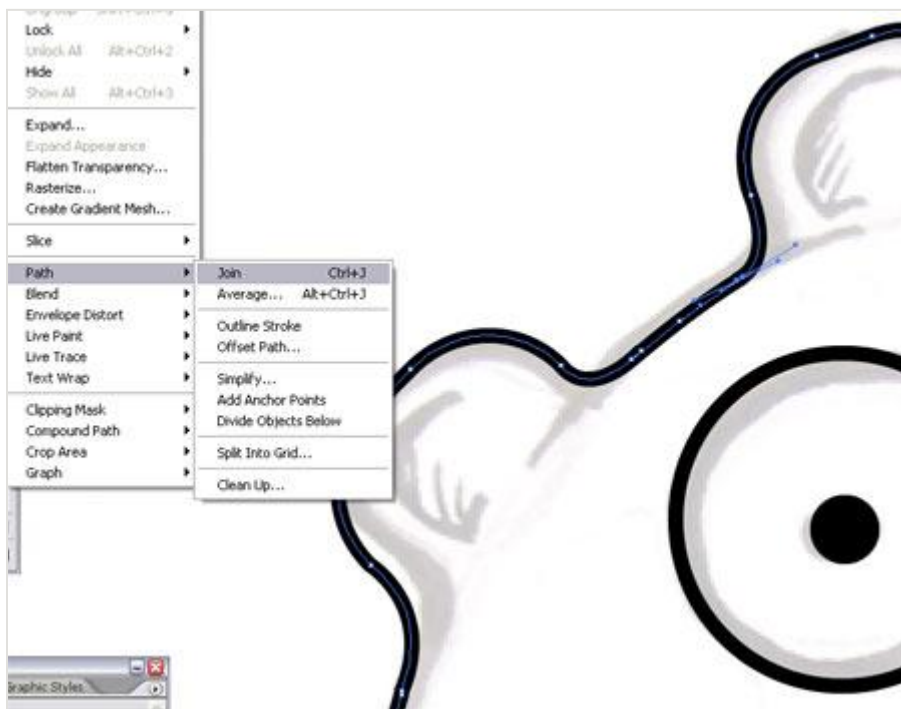 Lock
Unlock All Alt+Ctrl+2
Hide
Show All Alt+Ctrl+3
Expand...
Expand Appearance
Flatten Transparency...
Rasterize...
Create Gradient Mesh...
Slice
Path
Blend
Envelope Distort
Live Paint
Live Trace
Text Wrap
Clipping Mask
Compound Path
Crop Area
Graph
Join Ctrl+J
Average... Alt+Ctrl+J
Outline Stroke
Offset Path...
Simplify...
Add Anchor Points
Divide Objects Below
Split Into Grid...
Clean Up...
Graphic Styles